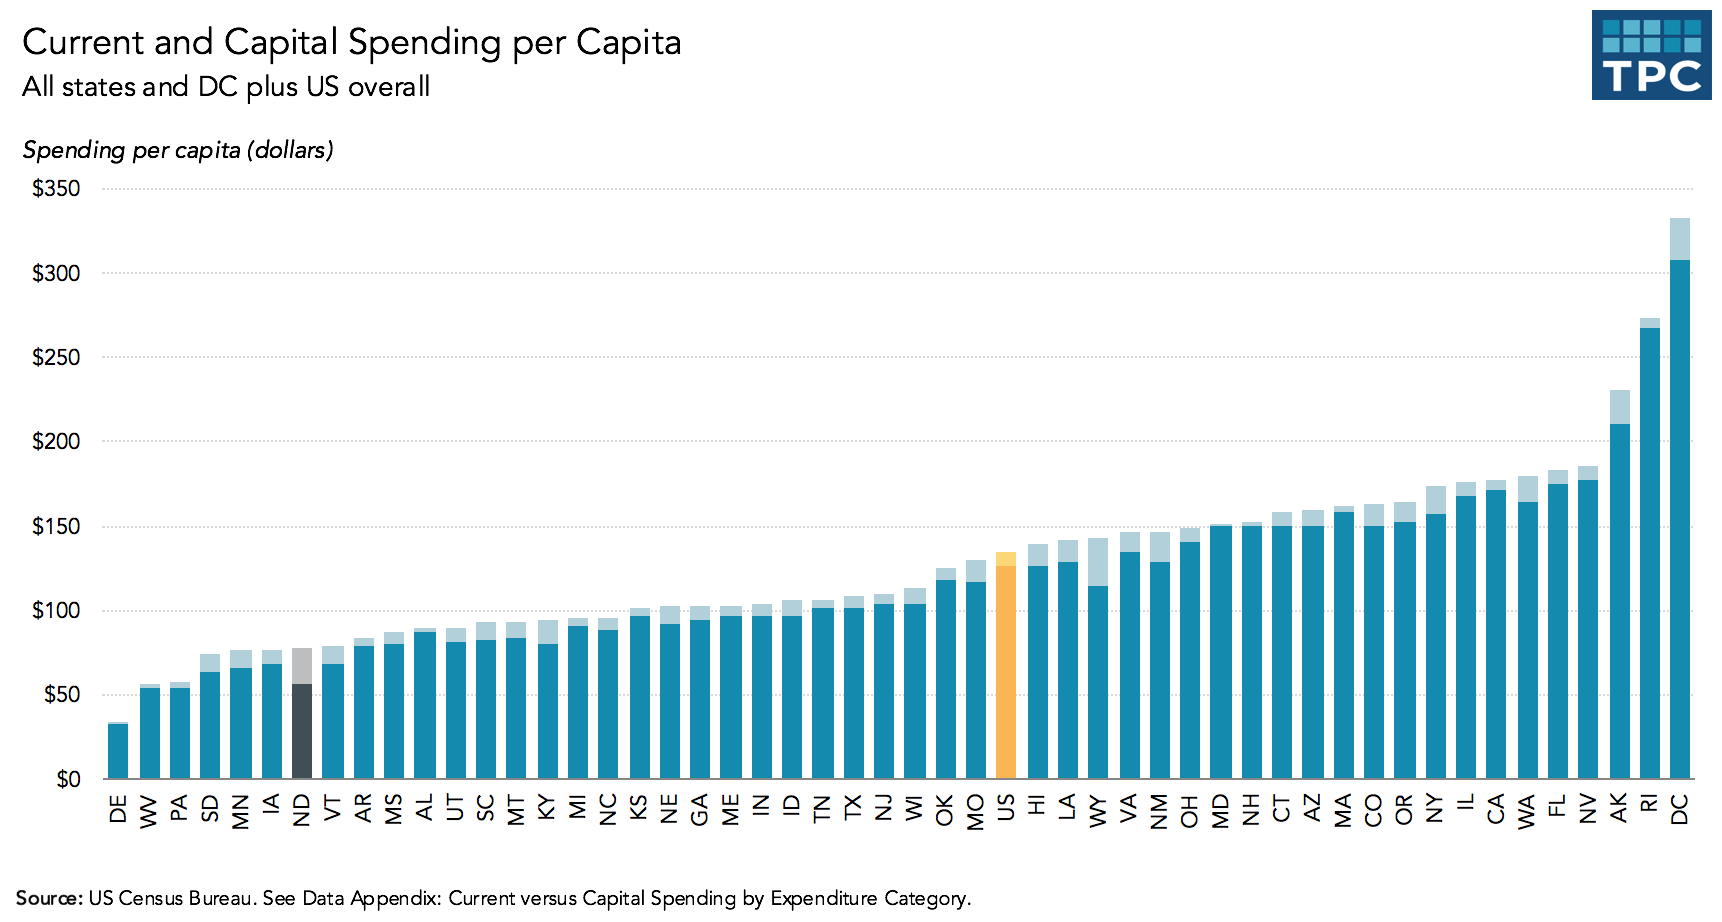 Current and Capital Spending per Capita
TPC
All states and DC plus US overall
Spending per capita (dollars)
$350
$300
$250
$200
$150
$100
$50
$0
DE WV PA SD MN IA ND VT AR MS AL UT SC MT KY MI NC KS NE GA ME IN ID TN TX NJ WI OK MO US HI LA WY VA NM OH MD NH CT AZ MA CO OR NY IL CA WA FL NV AK RI DC
Source: US Census Bureau. See Data Appendix: Current versus Capital Spending by Expenditure Category.